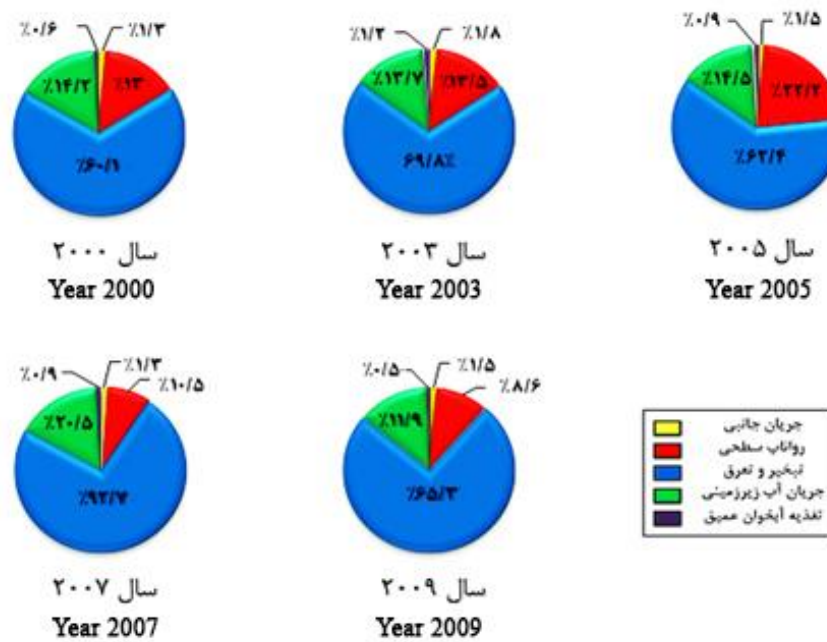 ٪۰/۶
٪۱/۳
٪۱۴/۲
٪۱۳
٪۶۰/۱
سال ۲۰۰۰
Year 2000
٪۱/۲
٪۱/۸
٪۱۳/۷
٪۱۳/۵
۶۹/۸٪
سال ۲۰۰۳
Year 2003
٪۰/۹
٪۱/۵
٪۱۴/۵
٪۲۲/۲
٪۶۲/۴
سال ۲۰۰۵
Year 2005
٪۰/۹
٪۱/۳
٪۱۰/۵
٪۲۰/۵
٪۹۲/۷
سال ۲۰۰۷
Year 2007
٪۰/۵
٪۱/۵
٪۸/۶
٪۱۱/۹
٪۶۵/۳
سال ۲۰۰۹
Year 2009
جریان جانبی
رواناب سطحی
تبخیر و تعرق
جریان آب زیرزمینی
تغذیه آبخوان عمیق